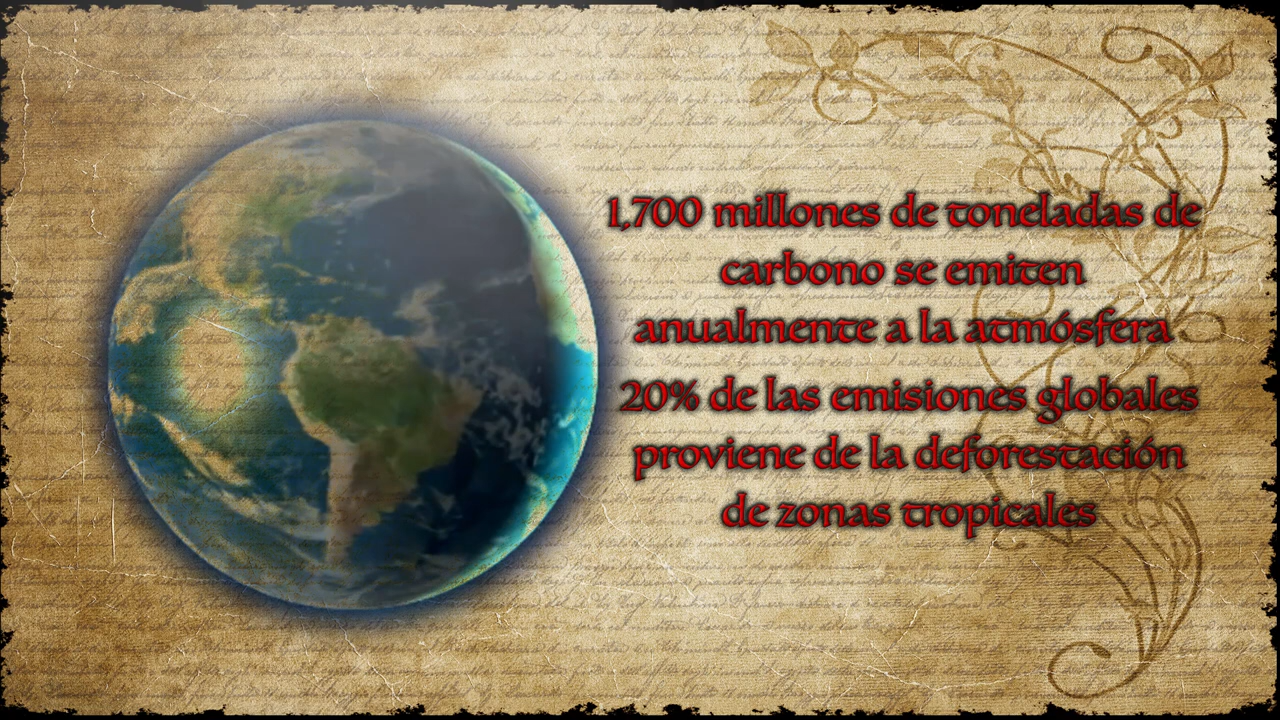 1,700 millones de toneladas de
carbono se emiten
anualmente a la atmósfera
20% de las emisiones globales
proviene de la deforestación
de zonas tropicales